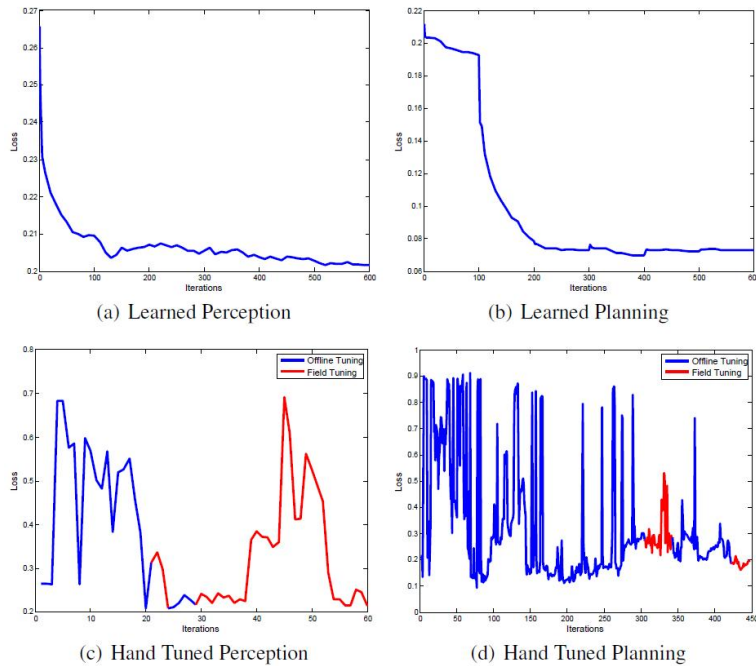 0.27
0.26
0.25
0.24
0.23
0.22
0.21
0.2
Loss
0 100 200 300 400 500 600
Iterations
(a) Learned Perception
0.22
0.2
0.18
0.16
0.14
0.12
0.1
0.08
0.06
Loss
0 100 200 300 400 500 600
Iterations
(b) Learned Planning
0.8
0.7
0.6
0.5
0.4
0.3
0.2
Loss
Offline Tuning
Field Tuning
0 10 20 30 40 50 60
Iterations
(c) Hand Tuned Perception
1
0.9
0.8
0.7
0.6
0.5
0.4
0.3
0.2
0.1
0
Loss
Offline Tuning
Field Tuning
0 50 100 150 200 250 300 350 400 450
Iterations
(d) Hand Tuned Planning